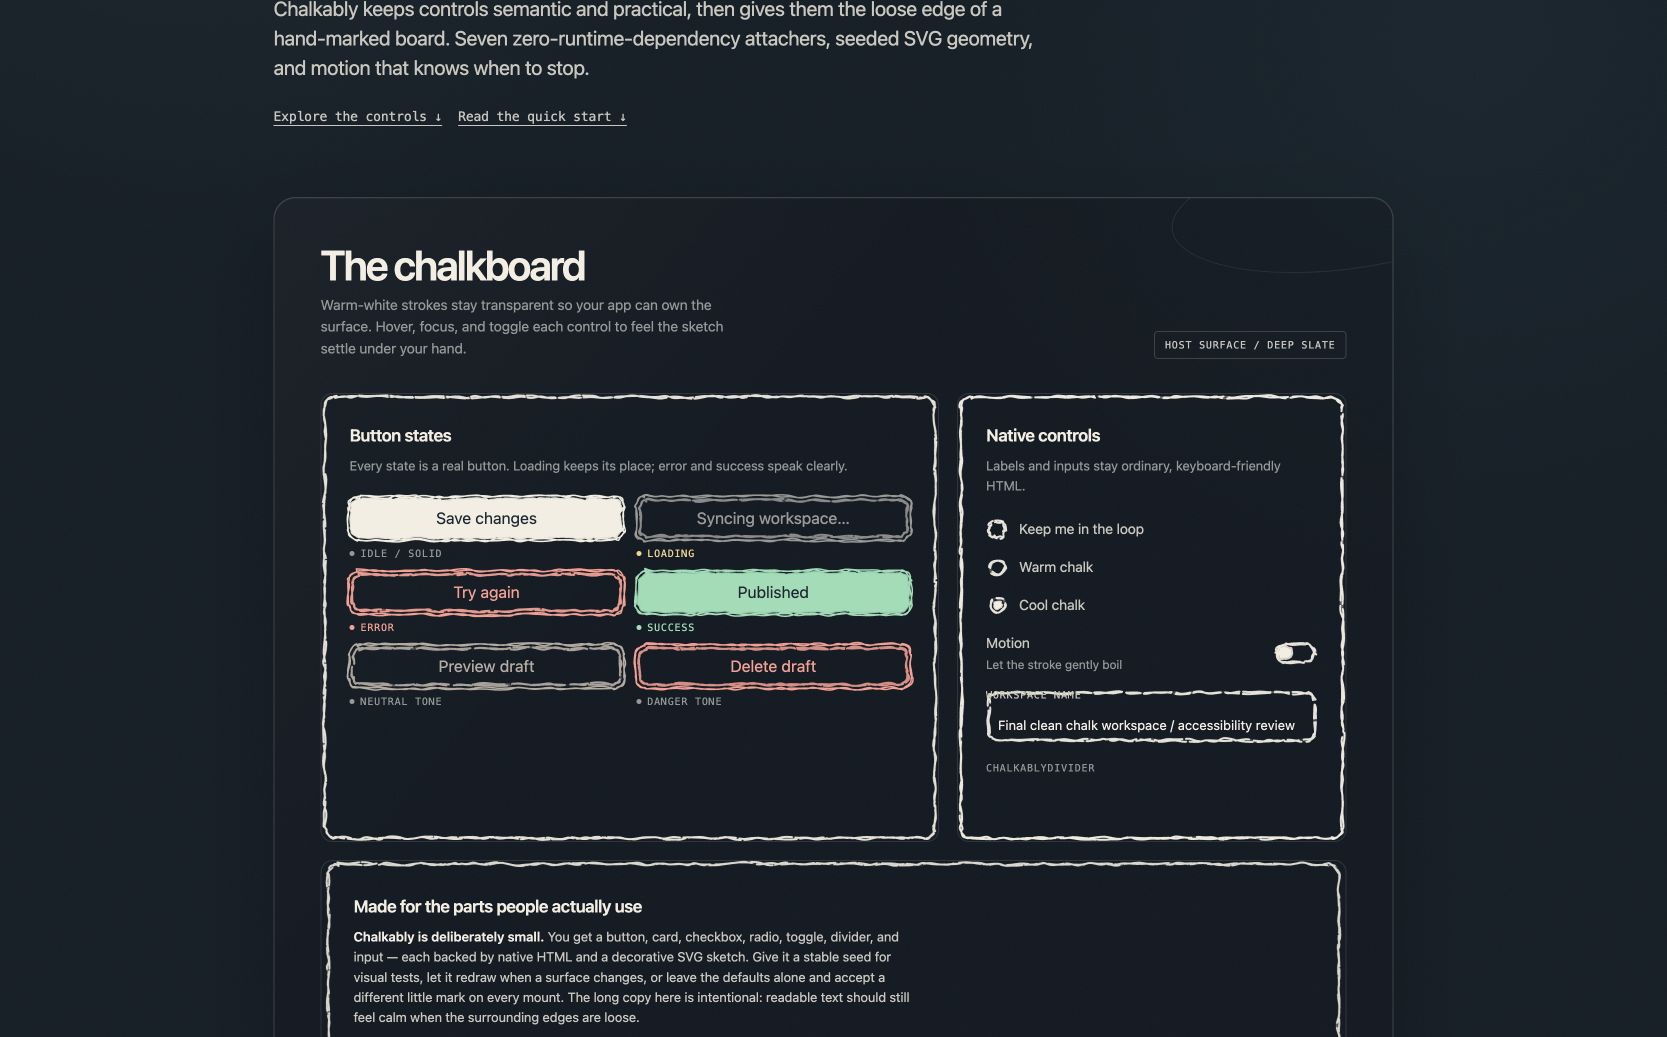 Chalkably keeps controls semantic and practical, then gives them the loose edge of a
hand-marked board. Seven zero-runtime-dependency attachers, seeded SVG geometry,
and motion that knows when to stop.
Explore the controls ↓ Read the quick start ↓
The chalkboard
Warm-white strokes stay transparent so your app can own the
surface. Hover, focus, and toggle each control to feel the sketch
settle under your hand.
HOST SURFACE / DEEP SLATE
Button states
Every state is a real button. Loading keeps its place; error and success speak clearly.
Save changes
IDLE / SOLID
Syncing workspace...
LOADING
Try again
ERROR
Published
SUCCESS
Preview draft
NEUTRAL TONE
Delete draft
DANGER TONE
Native controls
Labels and inputs stay ordinary, keyboard-friendly
HTML.
Keep me in the loop
Warm chalk
Cool chalk
Motion
Let the stroke gently boil
WORKSPACE NAME
Final clean chalk workspace / accessibility review
CHALKABLYDIVIDER
Made for the parts people actually use
Chalkably is deliberately small. You get a button, card, checkbox, radio, toggle, divider, and
input — each backed by native HTML and a decorative SVG sketch. Give it a stable seed for
visual tests, let it redraw when a surface changes, or leave the defaults alone and accept a
different little mark on every mount. The long copy here is intentional: readable text should still
feel calm when the surrounding edges are loose.